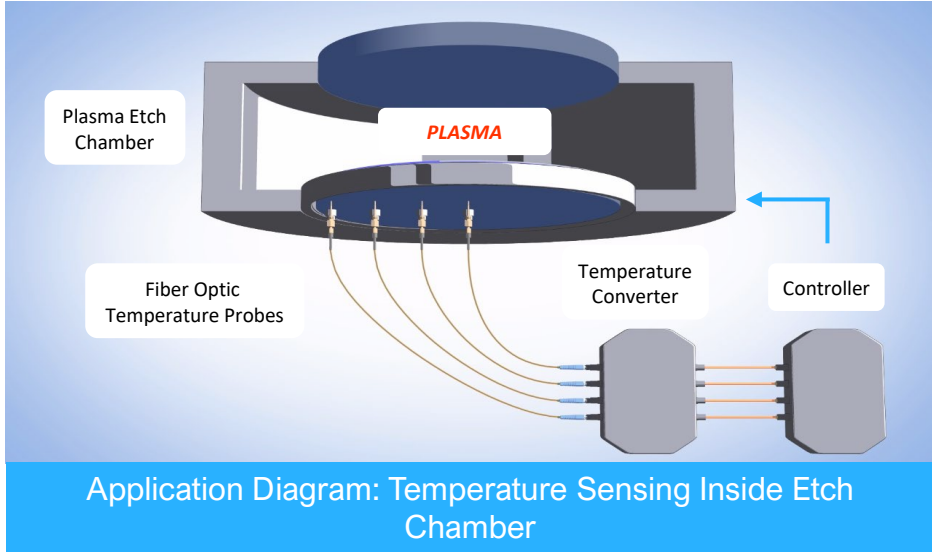 Plasma Etch
Chamber
PLASMA
Fiber Optic
Temperature Probes
Temperature
Converter
Controller
Application Diagram: Temperature Sensing Inside Etch
Chamber